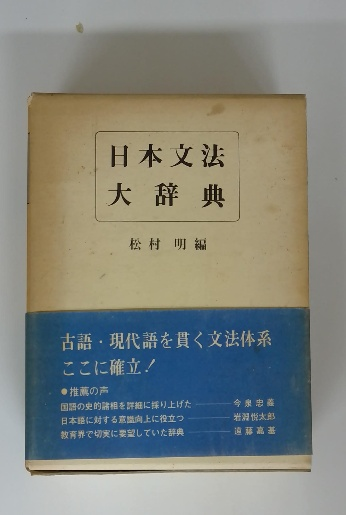 日本文法
大辞典
松村 明編
古語・現代語を貫く文法体系
ここに確立！
●推薦の声
国語の史的諸相を詳細に採り上げた――今泉忠義
日本語に対する意識向上に役立つ――岩淵悦太郎
教育界で切実に要望していた辞典――遠藤嘉基